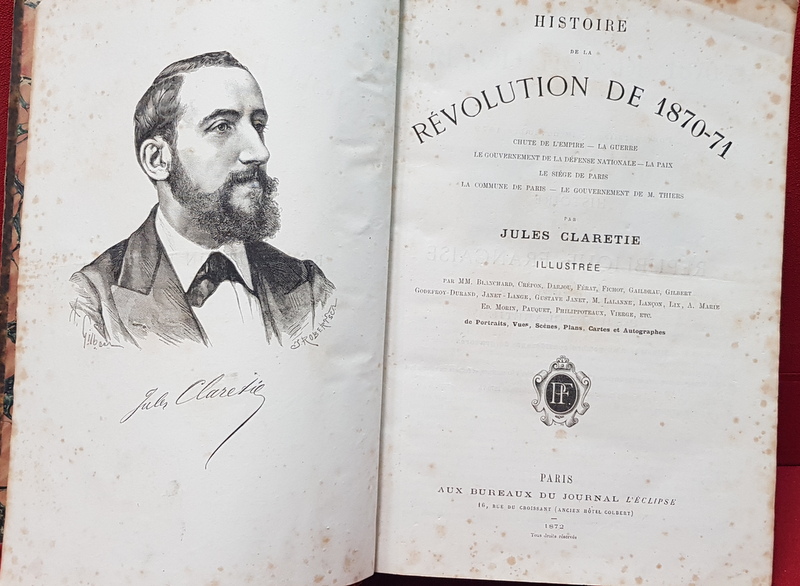 Gilbert
S. ROBERT SC
Jules Claretie
HISTOIRE
DE LA
RÉVOLUTION DE 1870-71
CHUTE DE L'EMPIRE — LA GUERRE
LE GOUVERNEMENT DE LA DÉFENSE NATIONALE — LA PAIX
LE SIÉGE DE PARIS
LA COMMUNE DE PARIS — LE GOUVERNEMENT DE M. THIERS
PAR
JULES CLARETIE
ILLUSTRÉE
PAR MM. BLANCHARD, CRÉPON, DARJOU, FÉRAT, FICHOT, GAILDRAU, GILBERT
GODEFROY-DURAND, JANET-LANGE, GUSTAVE JANET, M. LALANNE, LANÇON, LIX, A. MARIE
ED. MORIN, PAUQUET, PHILIPPOTEAUX, VIERGE, ETC.
de Portraits, Vues, Scènes, Plans, Cartes et Autographes
PARIS
AUX BUREAUX DU JOURNAL L'ÉCLIPSE
16, RUE DU CROISSANT (ANCIEN HÔTEL COLBERT)
1872
Tous droits réservés